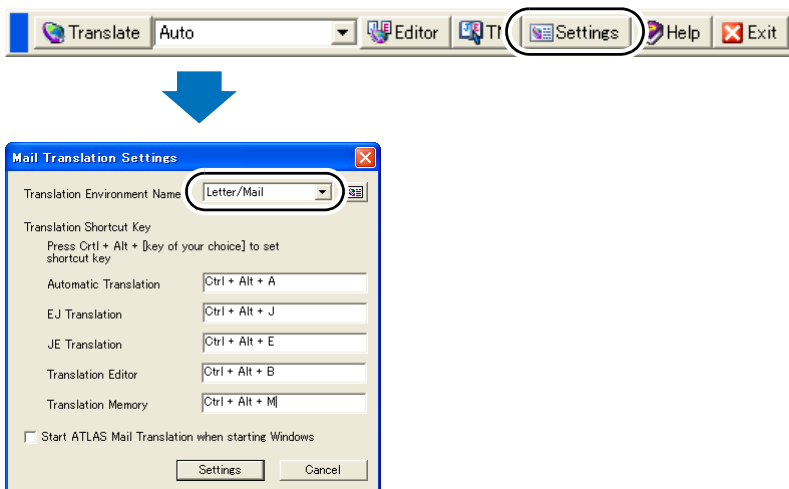 Translate Auto Editor TM Settings Help Exit
Mail Translation Settings
Translation Environment Name Letter/Mail
Translation Shortcut Key
Press Crtl + Alt + [key of your choice] to set
shortcut key
Automatic Translation Ctrl + Alt + A
EJ Translation Ctrl + Alt + J
JE Translation Ctrl + Alt + E
Translation Editor Ctrl + Alt + B
Translation Memory Ctrl + Alt + M
Start ATLAS Mail Translation when starting Windows
Settings Cancel